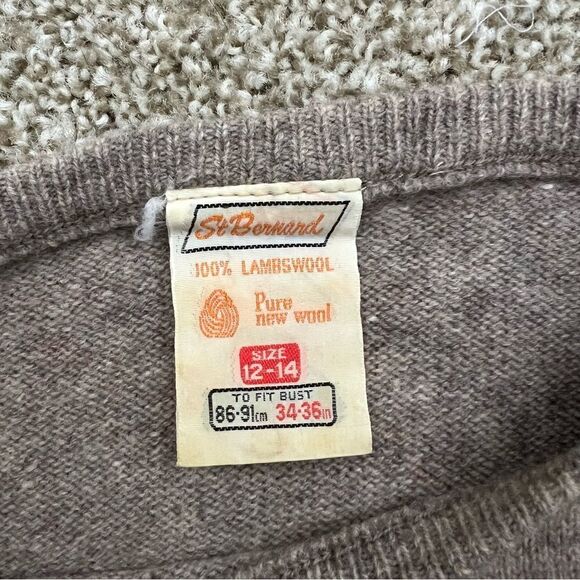 St Bernard
100% LAMBSWOOL
Pure
new wool
SIZE
12-14
TO FIT BUST
86-91cm 34-36in